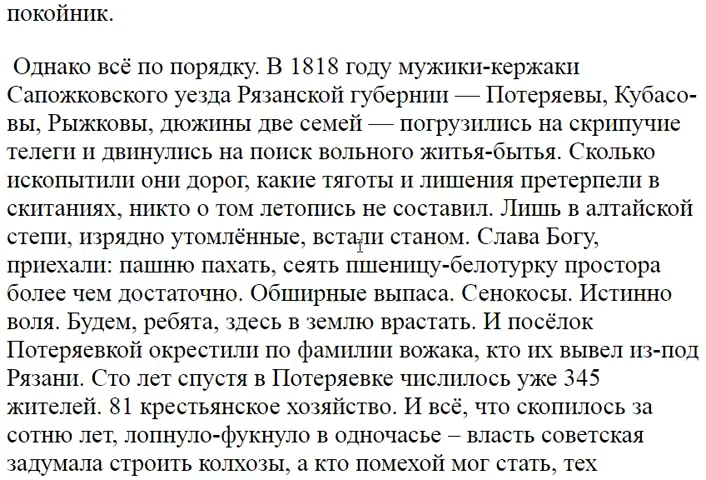 покойник.
Однако всё по порядку. В 1818 году мужики-кержаки
Сапожковского уезда Рязанской губернии — Потеряевы, Кубасо-
вы, Рыжковы, дюжины две семей — погрузились на скрипучие
телеги и двинулись на поиск вольного житья-бытья. Сколько
ископытили они дорог, какие тяготы и лишения претерпели в
скитаниях, никто о том летопись не составил. Лишь в алтайской
степи, изрядно утомлённые, встали станом. Слава Богу,
приехали: пашню пахать, сеять пшеницу-белотурку простора
более чем достаточно. Обширные выпаса. Сенокосы. Истинно
воля. Будем, ребята, здесь в землю врастать. И посёлок
Потеряевкой окрестили по фамилии вожака, кто их вывел из-под
Рязани. Сто лет спустя в Потеряевке числилось уже 345
жителей. 81 крестьянское хозяйство. И всё, что скопилось за
сотню лет, лопнуло-фукнуло в одночасье – власть советская
задумала строить колхозы, а кто помехой мог стать, тех